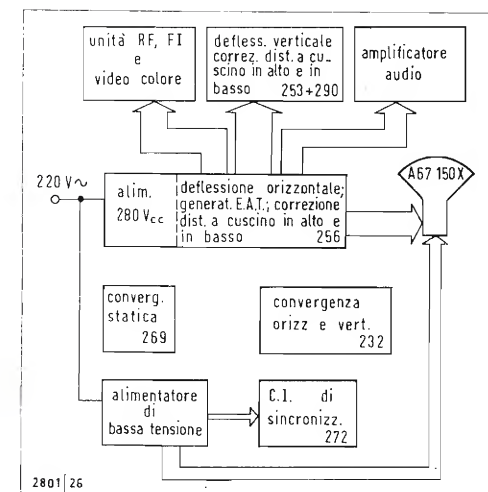 unità RF, FI
e
video colore
defless. verticale
correz. dist. a cu_
scino in alto e in
basso 253+290
amplificatore
audio
A67 150X
220 V~
alim.
280 Vcc
deflessione orizzontale;
generat. E.A.T.; correzione
dist. a cuscino in alto e
in basso 256
converg.
statica
269
convergenza
orizz e vert.
232
alimentatore
di
bassa tensione
C.I. di
sincronizz.
272
2801 26